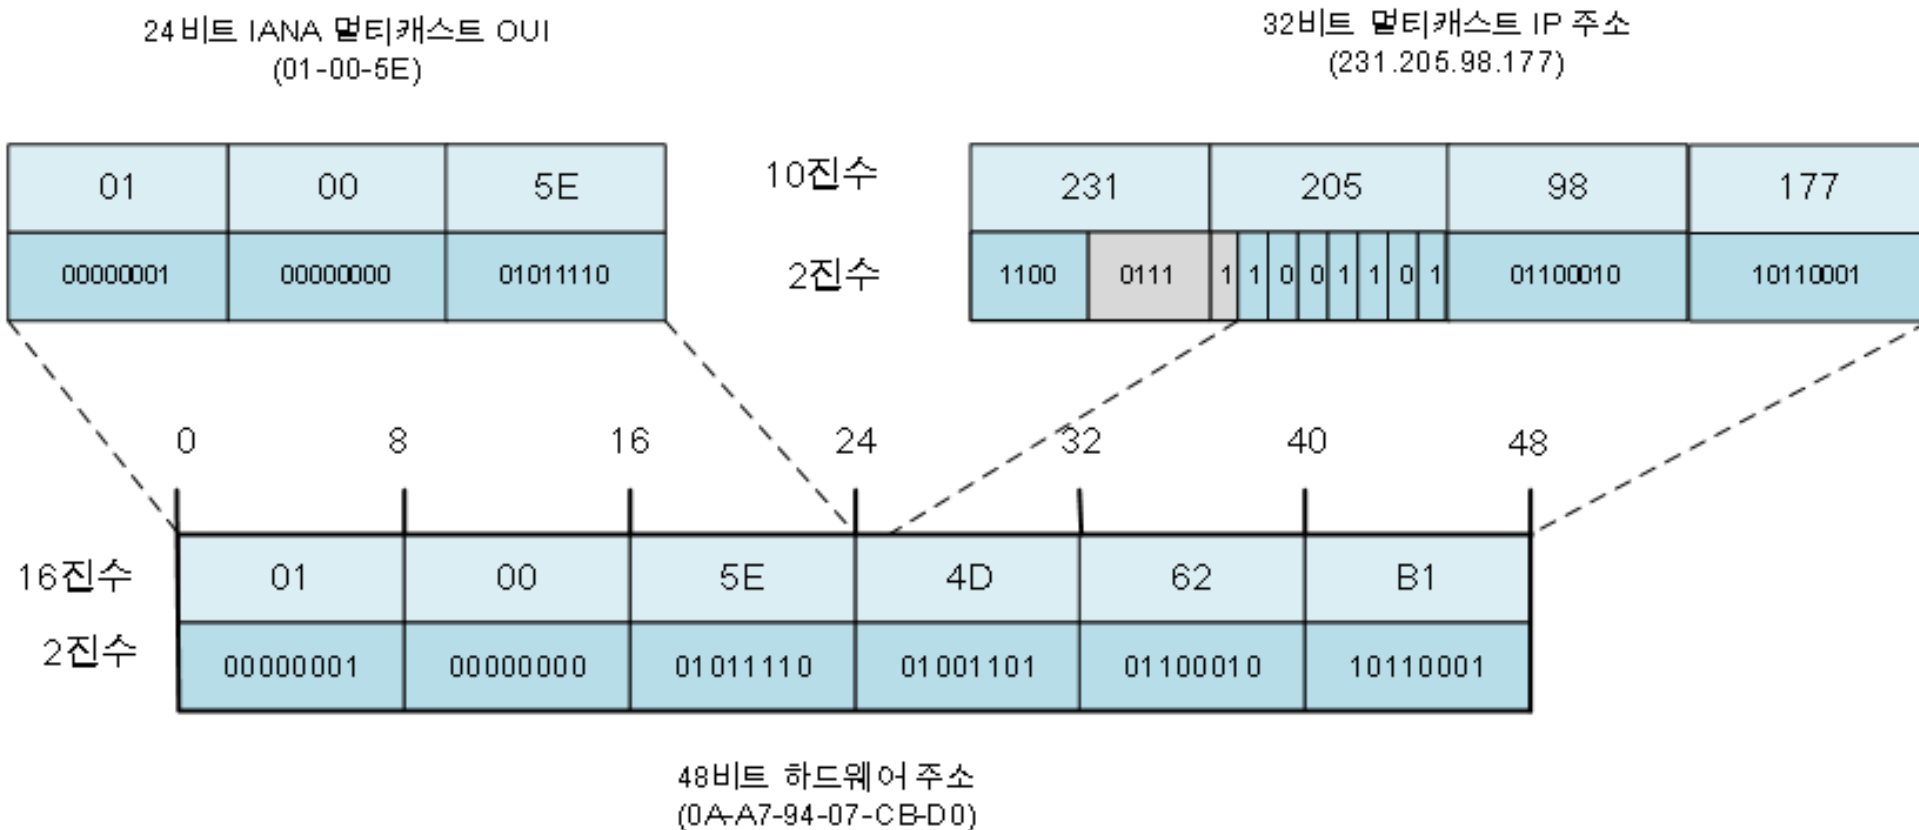 24비트 IANA 멀티캐스트 OUI
(01-00-5E)
32비트 멀티캐스트 IP 주소
(231.205.98.177)
01 00 5E
00000001 00000000 01011110
10진수 231 205 98 177
2진수 1100 0111 1 1 0 0 1 1 0 1 01100010 10110001
0 8 16 24 32 40 48
16진수 01 00 5E 4D 62 B1
2진수 00000001 00000000 01011110 01001101 01100010 10110001
48비트 하드웨어 주소
(0A-A7-94-07-CB-D0)